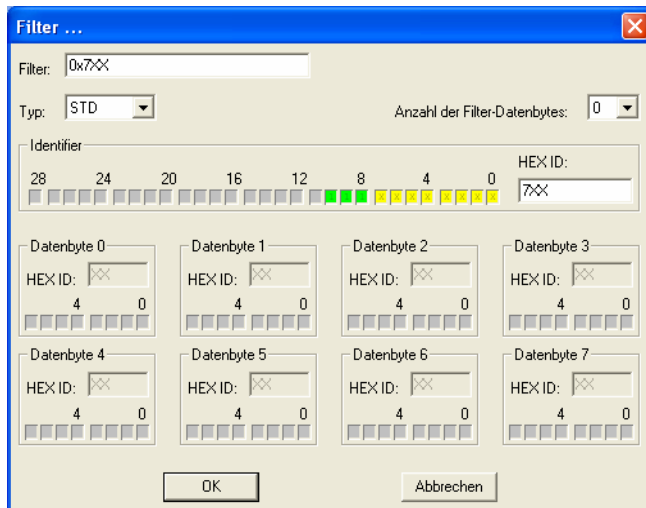 Filter ...
Filter: 0x7XX
Typ: STD Anzahl der Filter-Datenbytes: 0
Identifier
HEX ID:
28 24 20 16 12 8 4 0
7XX
x x x x x x x x x x x
Datenbyte 0 Datenbyte 1 Datenbyte 2 Datenbyte 3
HEX ID: XX HEX ID: XX HEX ID: XX HEX ID: XX
4 0 4 0 4 0 4 0
Datenbyte 4 Datenbyte 5 Datenbyte 6 Datenbyte 7
HEX ID: XX HEX ID: XX HEX ID: XX HEX ID: XX
4 0 4 0 4 0 4 0
OK Abbrechen